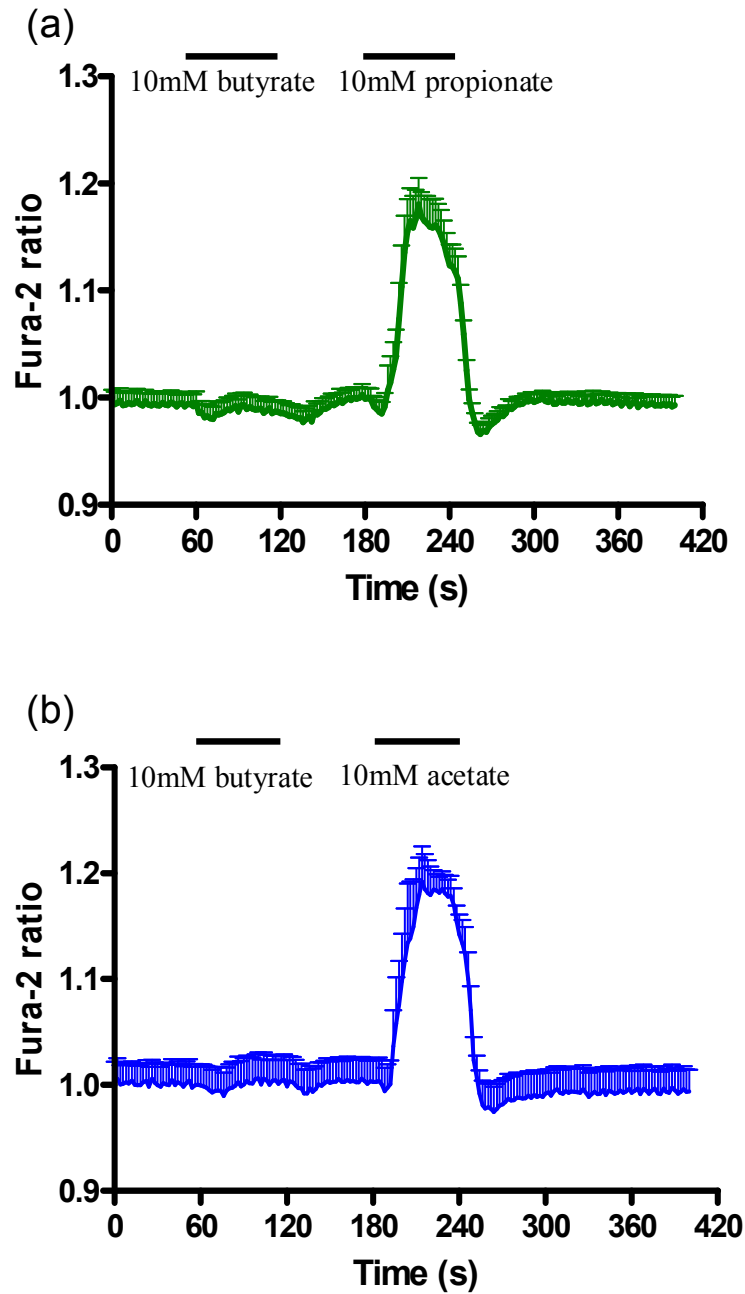 (a)
10mM butyrate 10mM propionate
1.3
1.2
1.1
1.0
0.9
Fura-2 ratio
0 60 120 180 240 300 360 420
Time (s)
(b)
10mM butyrate 10mM acetate
1.3
1.2
1.1
1.0
0.9
Fura-2 ratio
0 60 120 180 240 300 360 420
Time (s)